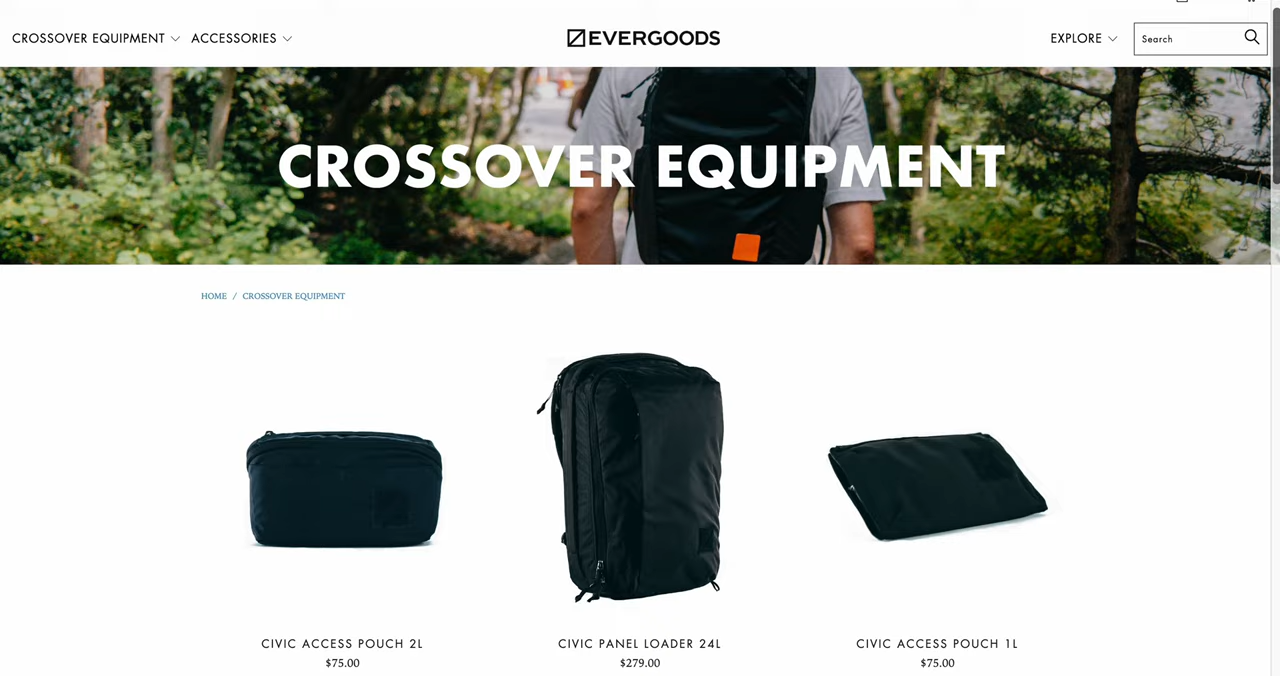 CROSSOVER EQUIPMENT ACCESSORIES EVERGOODS EXPLORE Search
CROSSOVER EQUIPMENT
HOME / CROSSOVER EQUIPMENT
CIVIC ACCESS POUCH 2L
$75.00
CIVIC PANEL LOADER 24L
$279.00
CIVIC ACCESS POUCH 1L
$75.00